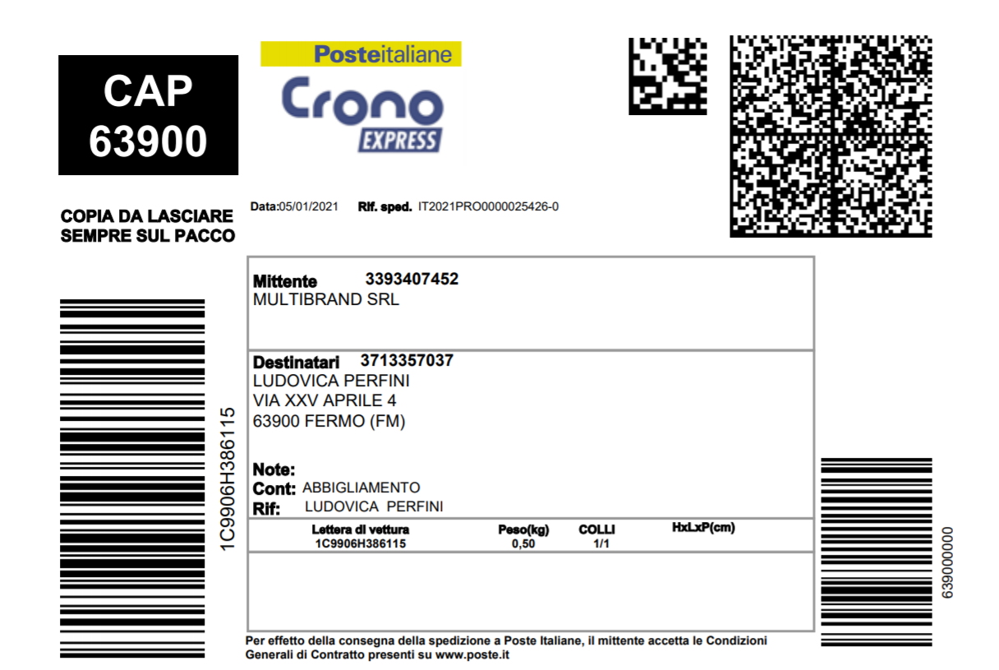 CAP
63900
Posteitaliane
Crono
EXPRESS
COPIA DA LASCIARE
SEMPRE SUL PACCO
Data:05/01/2021 Rif. sped. IT2021PRO0000025426-0
Mittente 3393407452
MULTIBRAND SRL
Destinatari 3713357037
LUDOVICA PERFINI
VIA XXV APRILE 4
63900 FERMO (FM)
Note:
Cont: ABBIGLIAMENTO
Rif: LUDOVICA PERFINI
Lettera di vettura Peso(kg) COLLI HxLxP(cm)
1C9906H386115 0,50 1/1
1C9906H386115
639000000
Per effetto della consegna della spedizione a Poste Italiane, il mittente accetta le Condizioni
Generali di Contratto presenti su www.poste.it